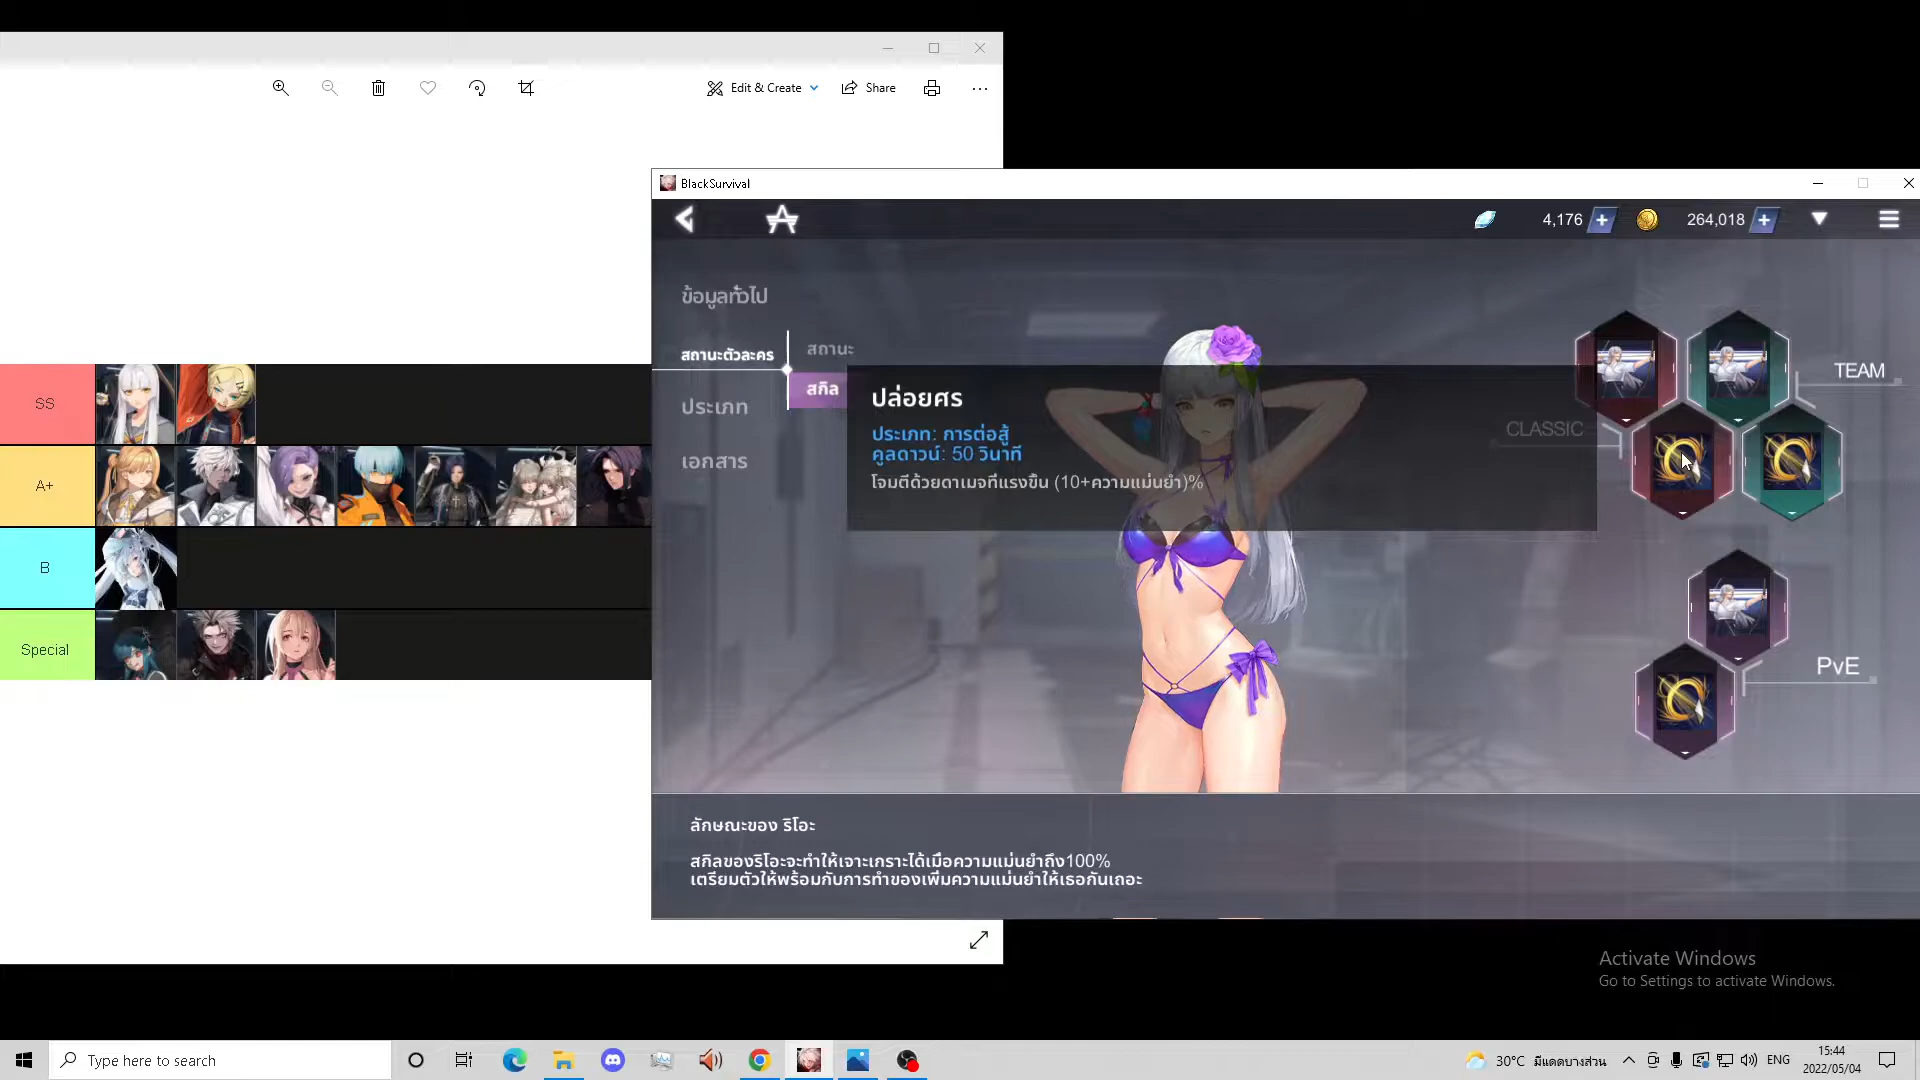 Edit & Create
Share
BlackSurvival
4,176
264,018
ข้อมูลทั่วไป
สถานะตัวละคร
สถานะ
สกิล
ประเภท
เอกสาร
ปล่อยศร
ประเภท: การต่อสู้
คูลดาวน์: 50 วินาที
โจมตีด้วยดาเมจที่แรงขึ้น (10+ความแม่นยำ)%
TEAM
CLASSIC
PvE
SS
A+
B
Special
ลักษณะของ ริโอะ
สกิลของริโอะจะทำให้เจาะเกราะได้เมื่อความแม่นยำถึง100%
เตรียมตัวให้พร้อมกับการทำของเพิ่มความแม่นยำให้เธอกันเถอะ
Activate Windows
Go to Settings to activate Windows.
Type here to search
30°C มีแดดบางส่วน
ENG
15:44
2022/05/04